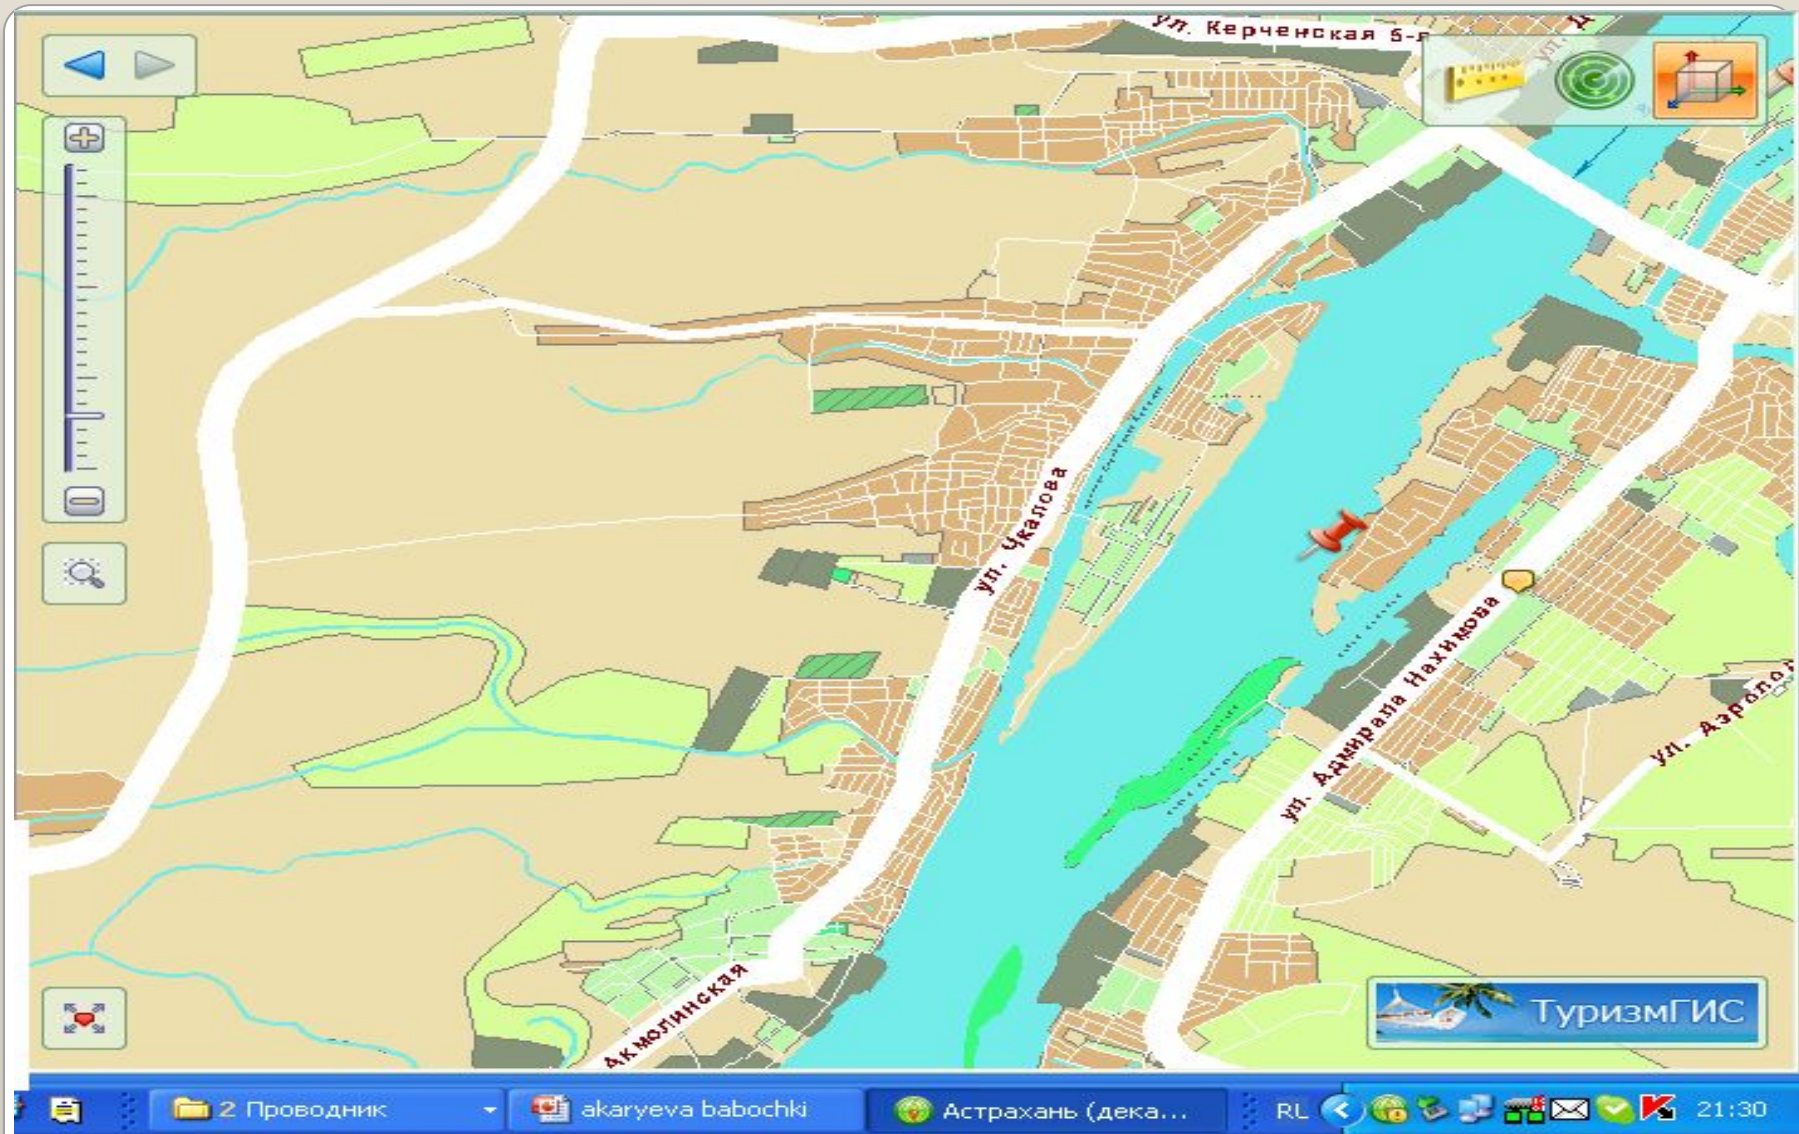 ул. Керченская 5-я
ул.
ул. Чкалова
ул. Адмирала Нахимова
ул. Аэропо
Акмолинская
ТуризмГИС
2 Проводник
akaryeva babochki
Астрахань (дека...
RL
21:30